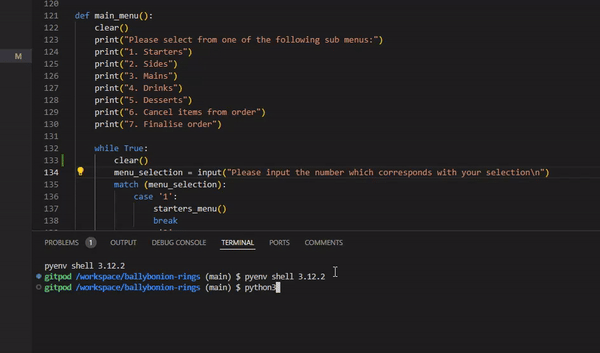 120
121 def main_menu():
122 clear()
123 print("Please select from one of the following sub menus:")
124 print("1. Starters")
125 print("2. Sides")
126 print("3. Mains")
127 print("4. Drinks")
128 print("5. Desserts")
129 print("6. Cancel items from order")
130 print("7. Finalise order")
131
132 while True:
133 clear()
134 menu_selection = input("Please input the number which corresponds with your selection\n")
135 match (menu_selection):
136 case '1':
137 starters_menu()
138 break
M
PROBLEMS 1 OUTPUT DEBUG CONSOLE TERMINAL PORTS COMMENTS
pyenv shell 3.12.2
gitpod /workspace/ballybonion-rings (main) $ pyenv shell 3.12.2
gitpod /workspace/ballybonion-rings (main) $ python3